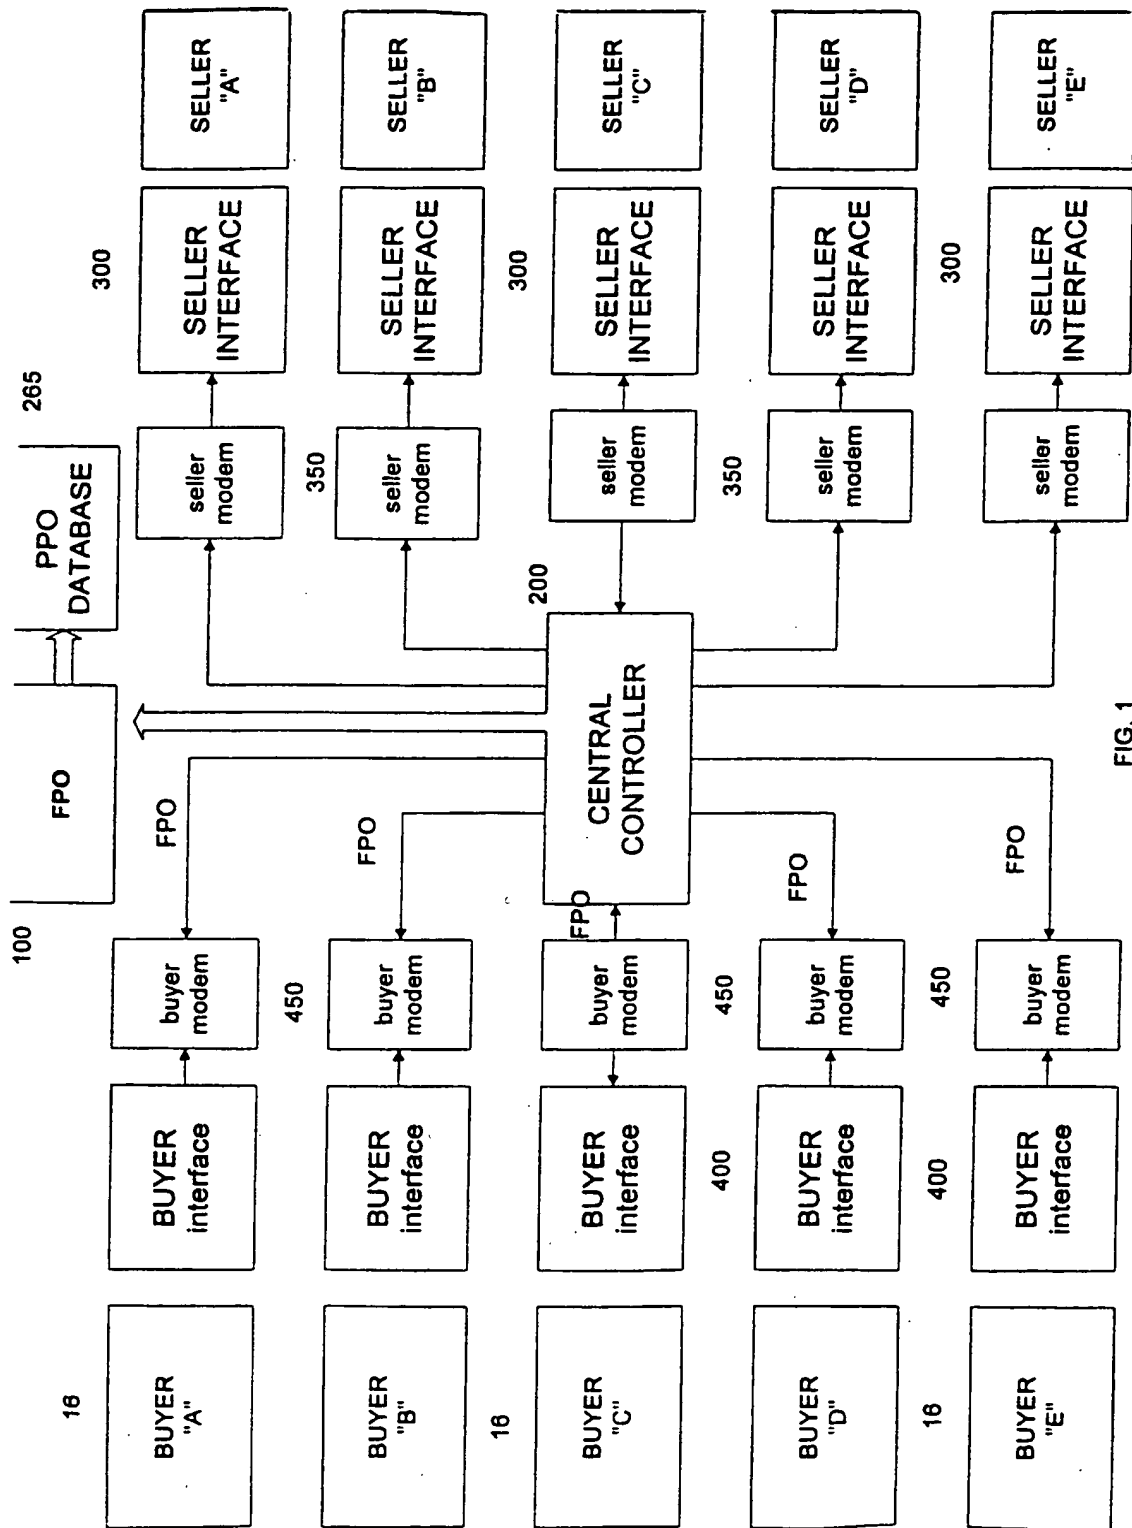 100
265
FPO
PPO
DATABASE
16
300
BUYER
"A"
BUYER
interface
buyer
modem
FPO
seller
modem
SELLER
INTERFACE
SELLER
"A"
450
350
BUYER
"B"
BUYER
interface
buyer
modem
FPO
seller
modem
SELLER
INTERFACE
SELLER
"B"
16
200
300
BUYER
"C"
BUYER
interface
buyer
modem
FPO
CENTRAL
CONTROLLER
seller
modem
SELLER
INTERFACE
SELLER
"C"
400
450
350
BUYER
"D"
BUYER
interface
buyer
modem
FPO
seller
modem
SELLER
INTERFACE
SELLER
"D"
16
400
450
300
BUYER
"E"
BUYER
interface
buyer
modem
FPO
seller
modem
SELLER
INTERFACE
SELLER
"E"
FIG. 1